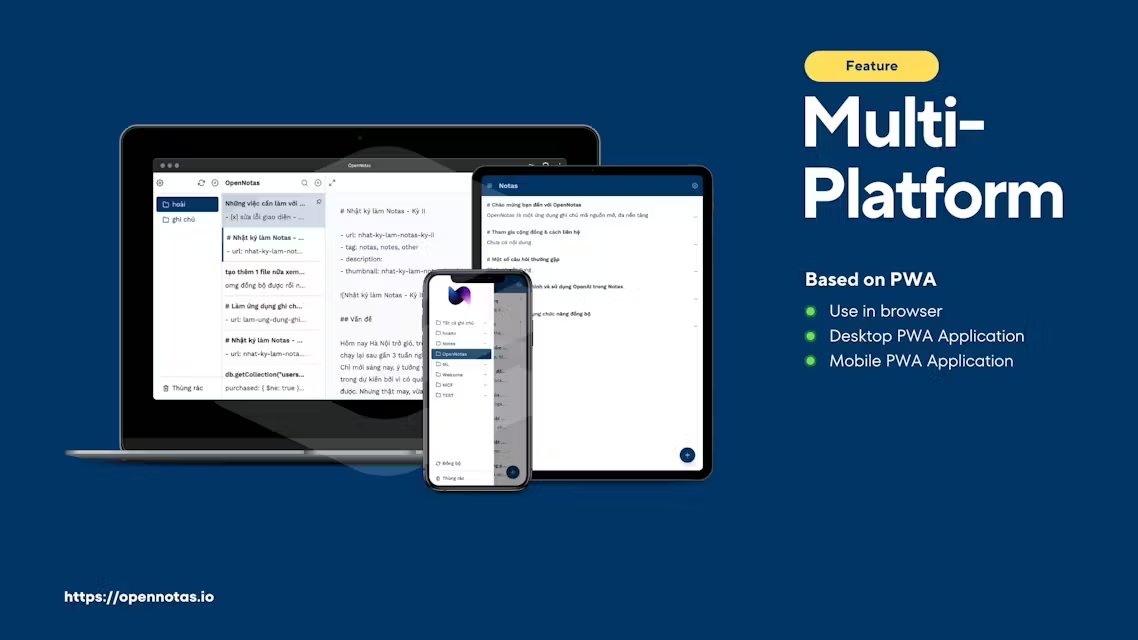 Feature
Multi-
Platform
Based on PWA
Use in browser
Desktop PWA Application
Mobile PWA Application
OpenNotas
OpenNotas
hoài
ghi chú
Thùng rác
Những việc cần làm với ...
- [x] sửa lỗi giao diện - ...
# Nhật ký làm Notas - ...
- url: nhat-ky-lam-not...
tạo thêm 1 file nữa xem...
omg đồng bộ được rồi n...
# Làm ứng dụng ghi ch...
- url: lam-ung-dung-ghi...
# Nhật ký làm Notas - ...
- url: nhat-ky-lam-nota...
db.getCollection("users...
purchased: { $ne: true }...
# Nhật ký làm Notas - Kỳ II
- url: nhat-ky-lam-notas-ky-ii
- tag: notas, notes, other
- description:
- thumbnail: nhat-ky-lam-not
![Nhật ký làm Notas - Kỳ I
## Vấn đề
Hôm nay Hà Nội trở gió, tr
chạy lại sau gần 3 tuần ng
Chỉ mới sáng nay, ý tưởng
trong dự kiến bởi vì có quá
được. Nhưng thật may, vừa
Notas
# Chào mừng bạn đến với OpenNotas
OpenNotas là một ứng dụng ghi chú mã nguồn mở, đa nền tảng
# Tham gia cộng đồng & cách liên hệ
Chưa có nội dung
# Một số câu hỏi thường gặp
hình và sử dụng OpenAI trong Notas
chức năng đồng bộ
Tất cả ghi chú
Notes
OpenNotas
Welcome
MOF
TEST
Đồng bộ
Thùng rác
https://opennotas.io